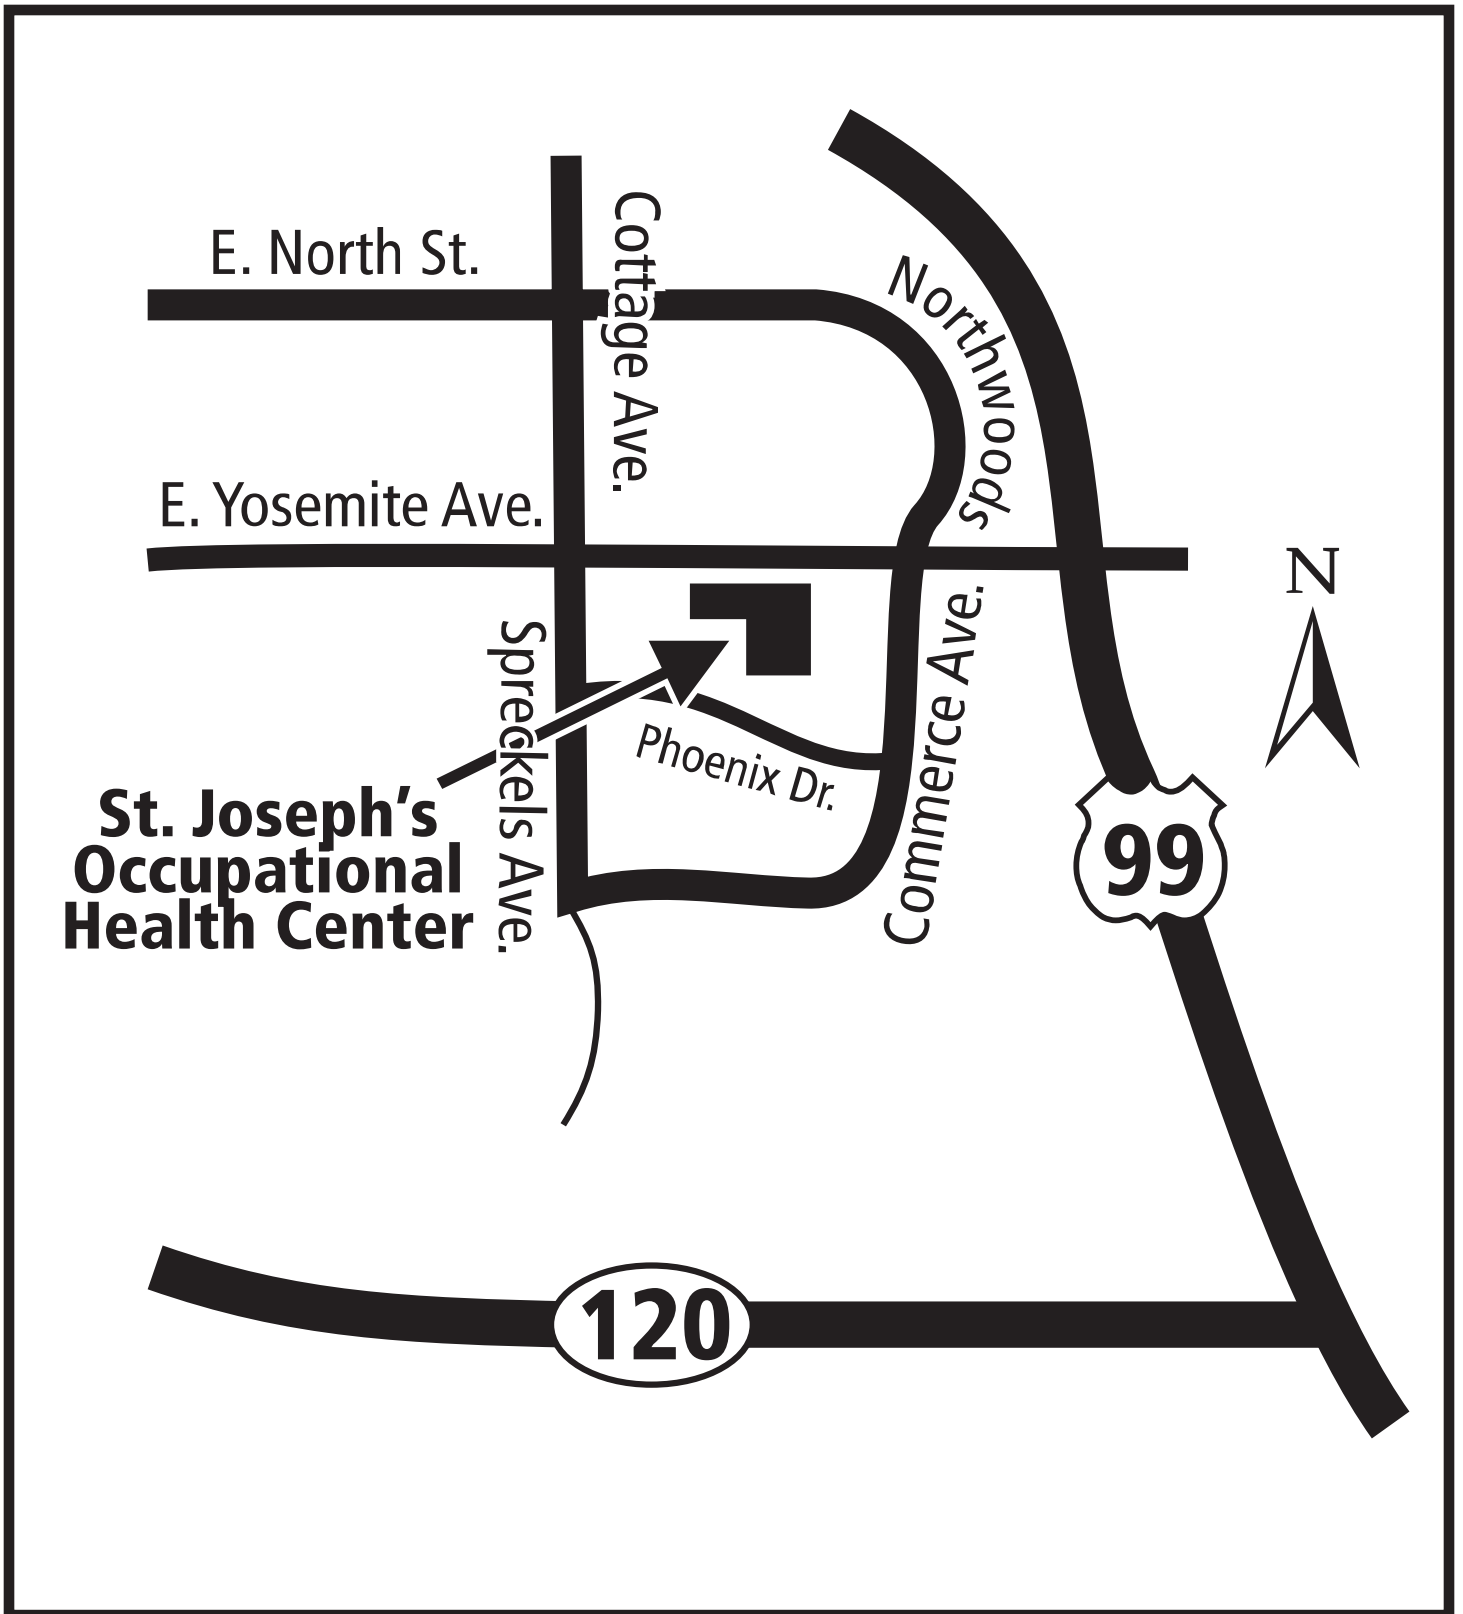 Cottage Ave.
E. North St.
Northwoods
E. Yosemite Ave.
N
Spreckels Ave.
Commerce Ave.
Phoenix Dr.
St. Joseph’s
Occupational
Health Center
99
120